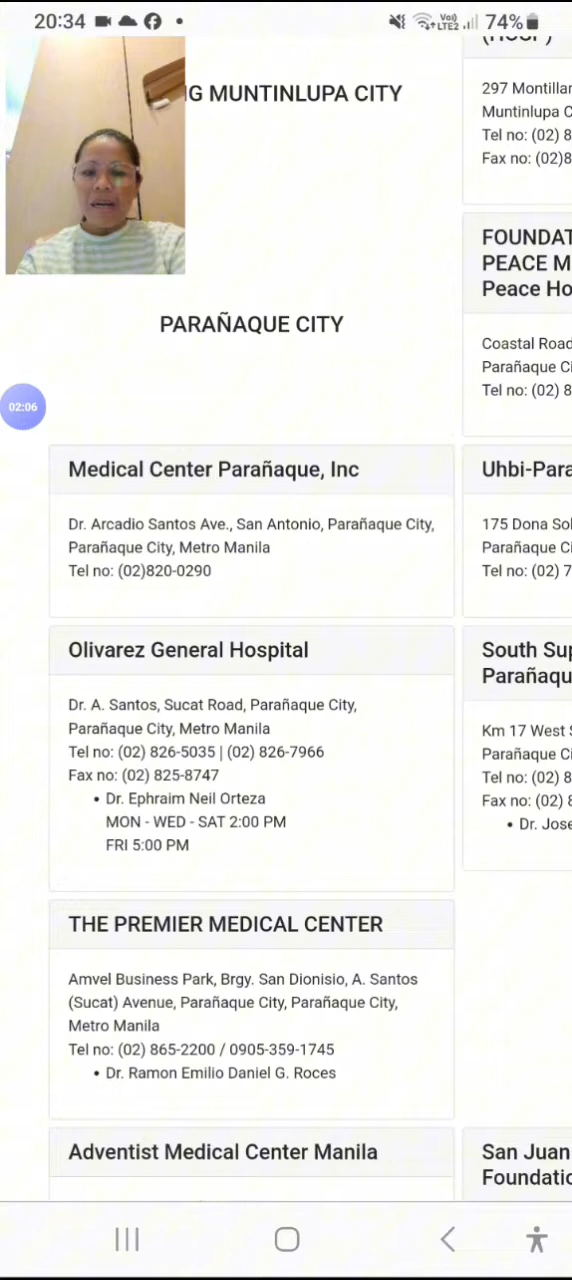 20:34
Vo))
LTE2
74%
G MUNTINLUPA CITY
PARAÑAQUE CITY
02:06
Medical Center Parañaque, Inc
Dr. Arcadio Santos Ave., San Antonio, Parañaque City,
Parañaque City, Metro Manila
Tel no: (02)820-0290
Olivarez General Hospital
Dr. A. Santos, Sucat Road, Parañaque City,
Parañaque City, Metro Manila
Tel no: (02) 826-5035 | (02) 826-7966
Fax no: (02) 825-8747
• Dr. Ephraim Neil Orteza
MON - WED - SAT 2:00 PM
FRI 5:00 PM
THE PREMIER MEDICAL CENTER
Amvel Business Park, Brgy. San Dionisio, A. Santos
(Sucat) Avenue, Parañaque City, Parañaque City,
Metro Manila
Tel no: (02) 865-2200 / 0905-359-1745
• Dr. Ramon Emilio Daniel G. Roces
Adventist Medical Center Manila
297 Montillan
Muntinlupa C
Tel no: (02) 8
Fax no: (02)8
FOUNDAT
PEACE M
Peace Ho
Coastal Road
Parañaque Ci
Tel no: (02) 8
Uhbi-Para
175 Dona Sol
Parañaque Ci
Tel no: (02) 7
South Sup
Parañaqu
Km 17 West S
Parañaque Ci
Tel no: (02) 8
Fax no: (02) 8
• Dr. Jose
San Juan
Foundatio